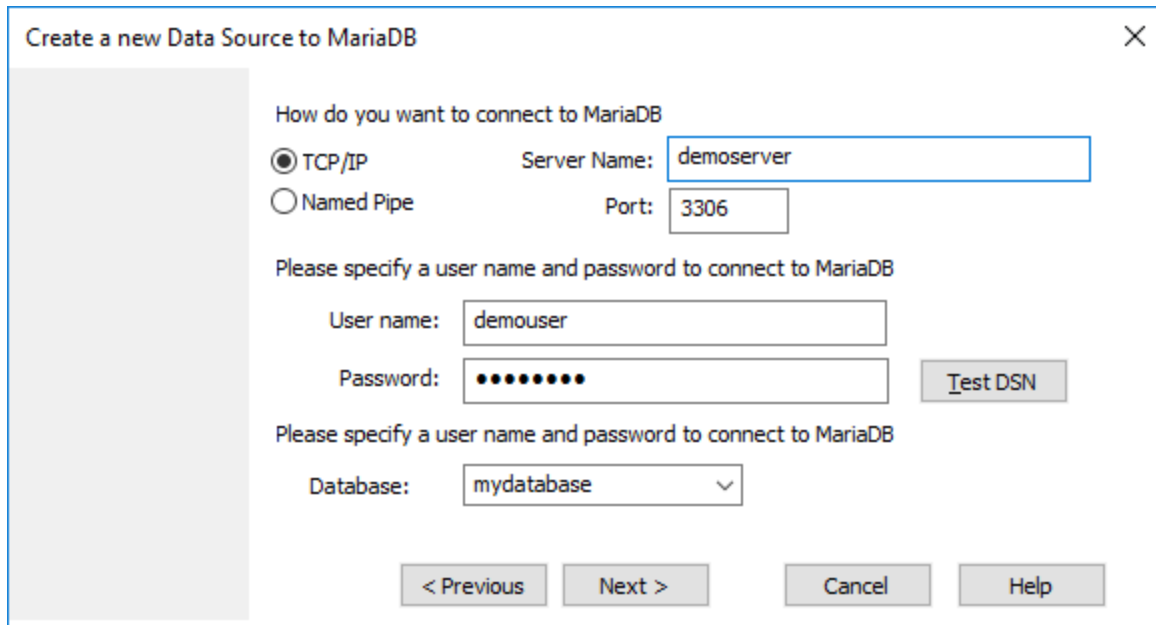 Create a new Data Source to MariaDB
How do you want to connect to MariaDB
TCP/IP Server Name: demoserver
Named Pipe Port: 3306
Please specify a user name and password to connect to MariaDB
User name: demouser
Password: ●●●●●●●● Test DSN
Please specify a user name and password to connect to MariaDB
Database: mydatabase
< Previous Next > Cancel Help